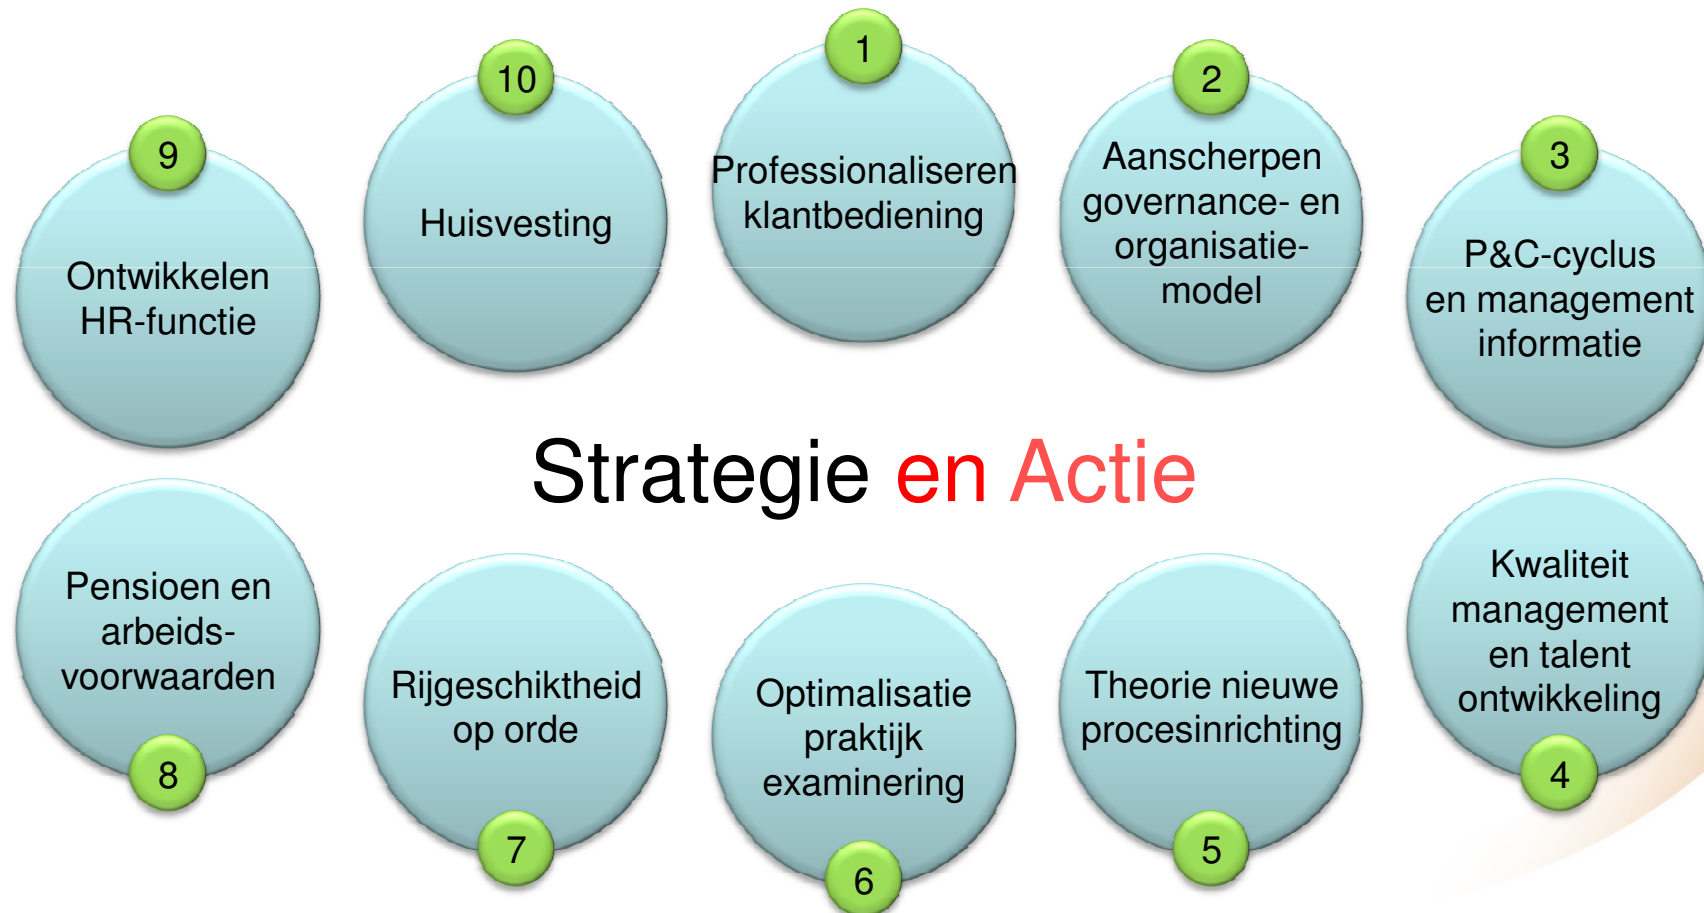 1
Professionaliseren
klantbediening
2
Aanscherpen
governance- en
organisatie-
model
3
P&C-cyclus
en management
informatie
4
Kwaliteit
management
en talent
ontwikkeling
5
Theorie nieuwe
procesinrichting
6
Optimalisatie
praktijk
examinering
7
Rijgeschiktheid
op orde
8
Pensioen en
arbeids-
voorwaarden
9
Ontwikkelen
HR-functie
10
Huisvesting
Strategie en Actie